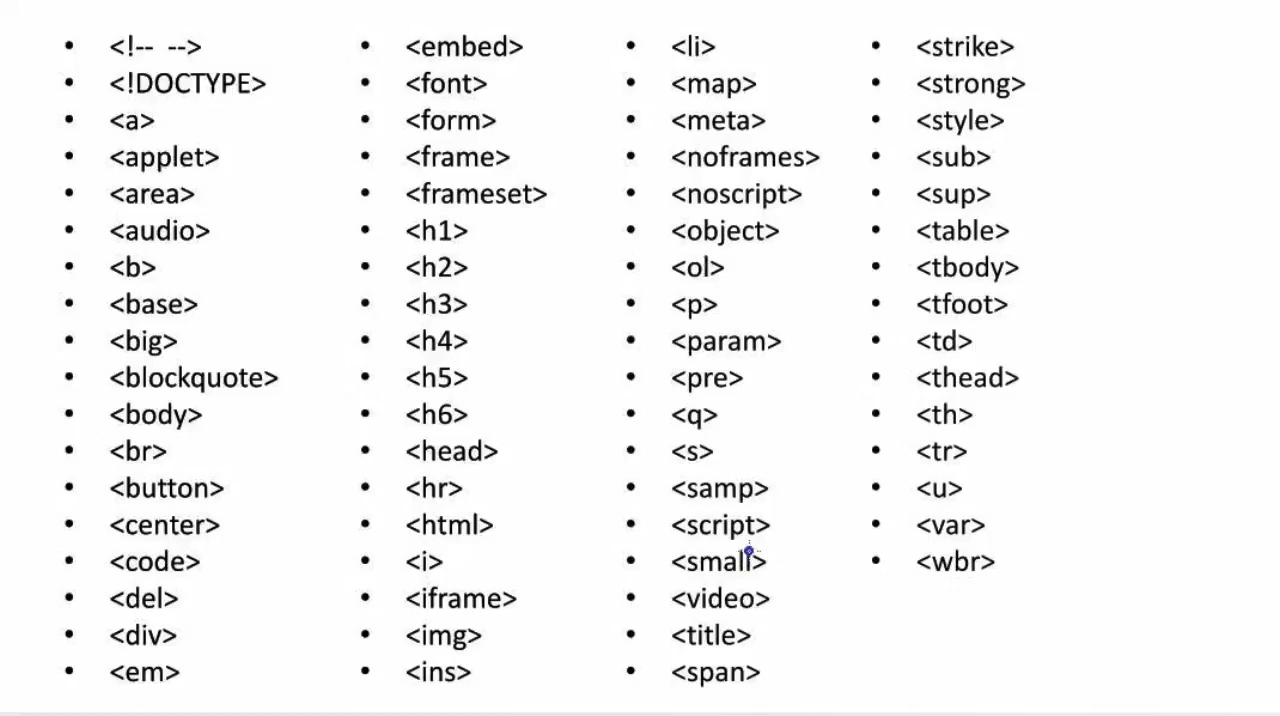 • <!-- -->
• <!DOCTYPE>
• <a>
• <applet>
• <area>
• <audio>
• <b>
• <base>
• <big>
• <blockquote>
• <body>
• <br>
• <button>
• <center>
• <code>
• <del>
• <div>
• <em>
• <embed>
• <font>
• <form>
• <frame>
• <frameset>
• <h1>
• <h2>
• <h3>
• <h4>
• <h5>
• <h6>
• <head>
• <hr>
• <html>
• <i>
• <iframe>
• <img>
• <ins>
• <li>
• <map>
• <meta>
• <noframes>
• <noscript>
• <object>
• <ol>
• <p>
• <param>
• <pre>
• <q>
• <s>
• <samp>
• <script>
• <small>
• <video>
• <title>
• <span>
• <strike>
• <strong>
• <style>
• <sub>
• <sup>
• <table>
• <tbody>
• <tfoot>
• <td>
• <thead>
• <th>
• <tr>
• <u>
• <var>
• <wbr>